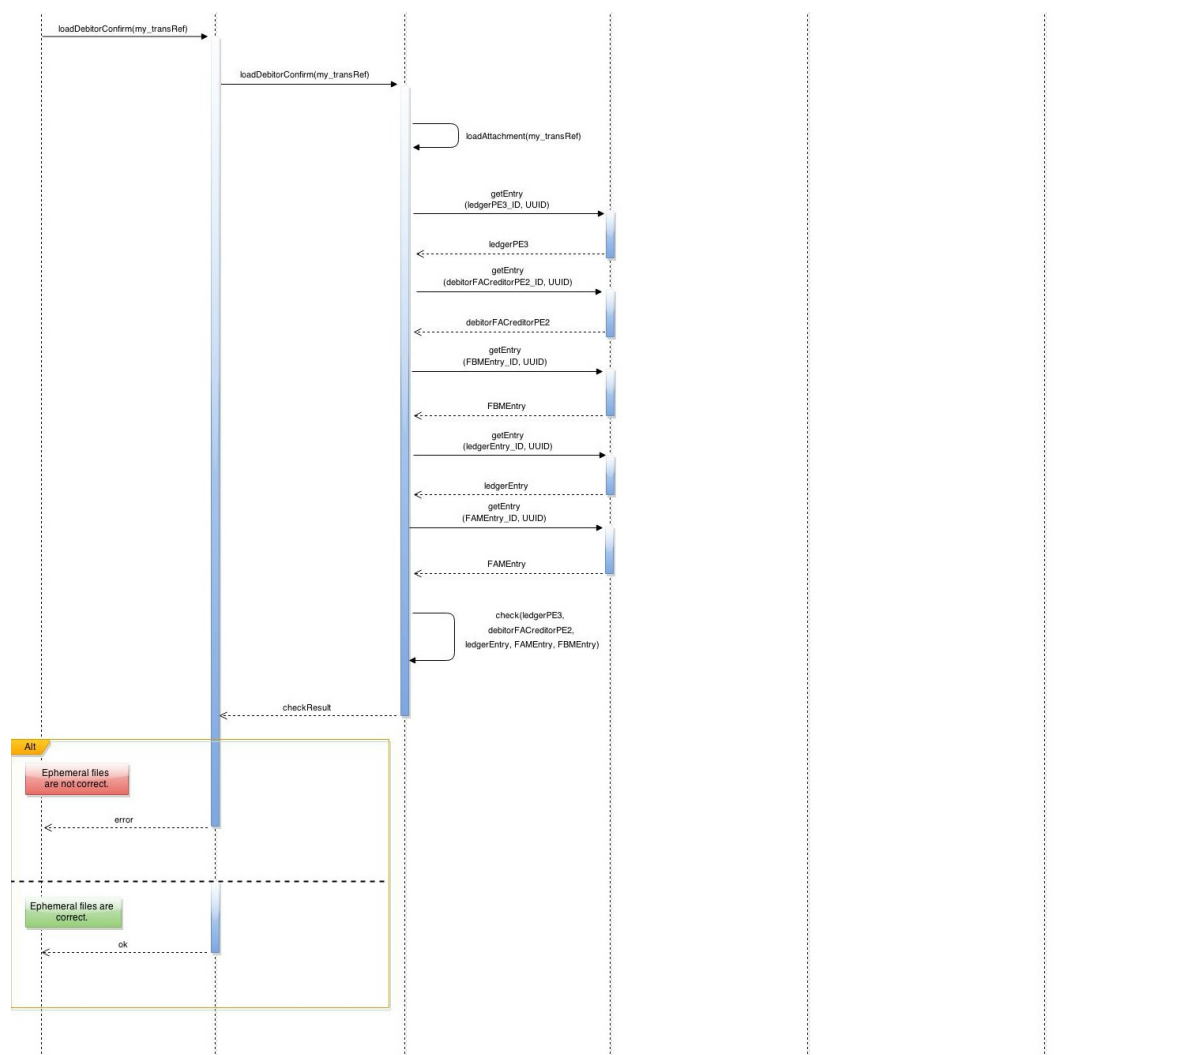 loadDebitorConfirm(my_transRef)
loadDebitorConfirm(my_transRef)
loadAttachment(my_transRef)
getEntry
(ledgerPE3_ID, UUID)
ledgerPE3
getEntry
(debitorFACreditorPE2_ID, UUID)
debitorFACreditorPE2
getEntry
(FBMEntry_ID, UUID)
FBMEntry
getEntry
(ledgerEntry_ID, UUID)
ledgerEntry
getEntry
(FAMEntry_ID, UUID)
FAMEntry
check(ledgerPE3,
debitorFACreditorPE2,
ledgerEntry, FAMEntry, FBMEntry)
checkResult
Alt
Ephemeral files
are not correct.
error
Ephemeral files are
correct.
ok